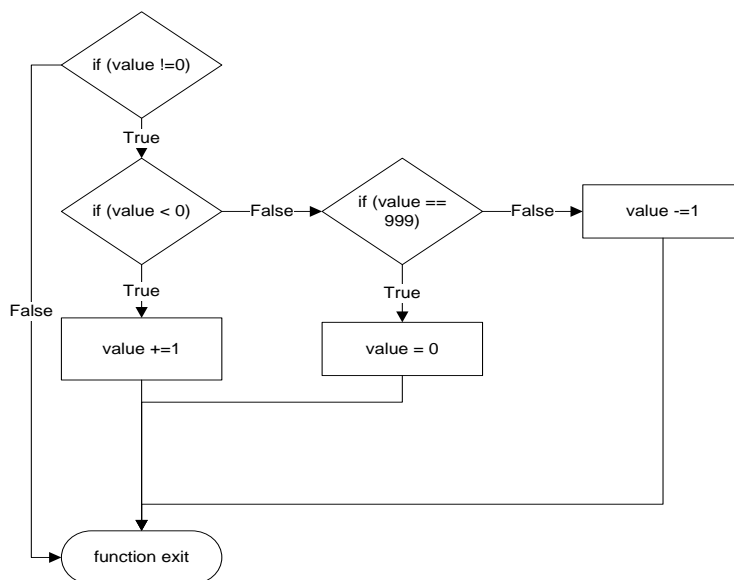 if (value !=0)
True
if (value < 0)
False
if (value ==
999)
False
value -=1
True
True
False
value +=1
value = 0
function exit